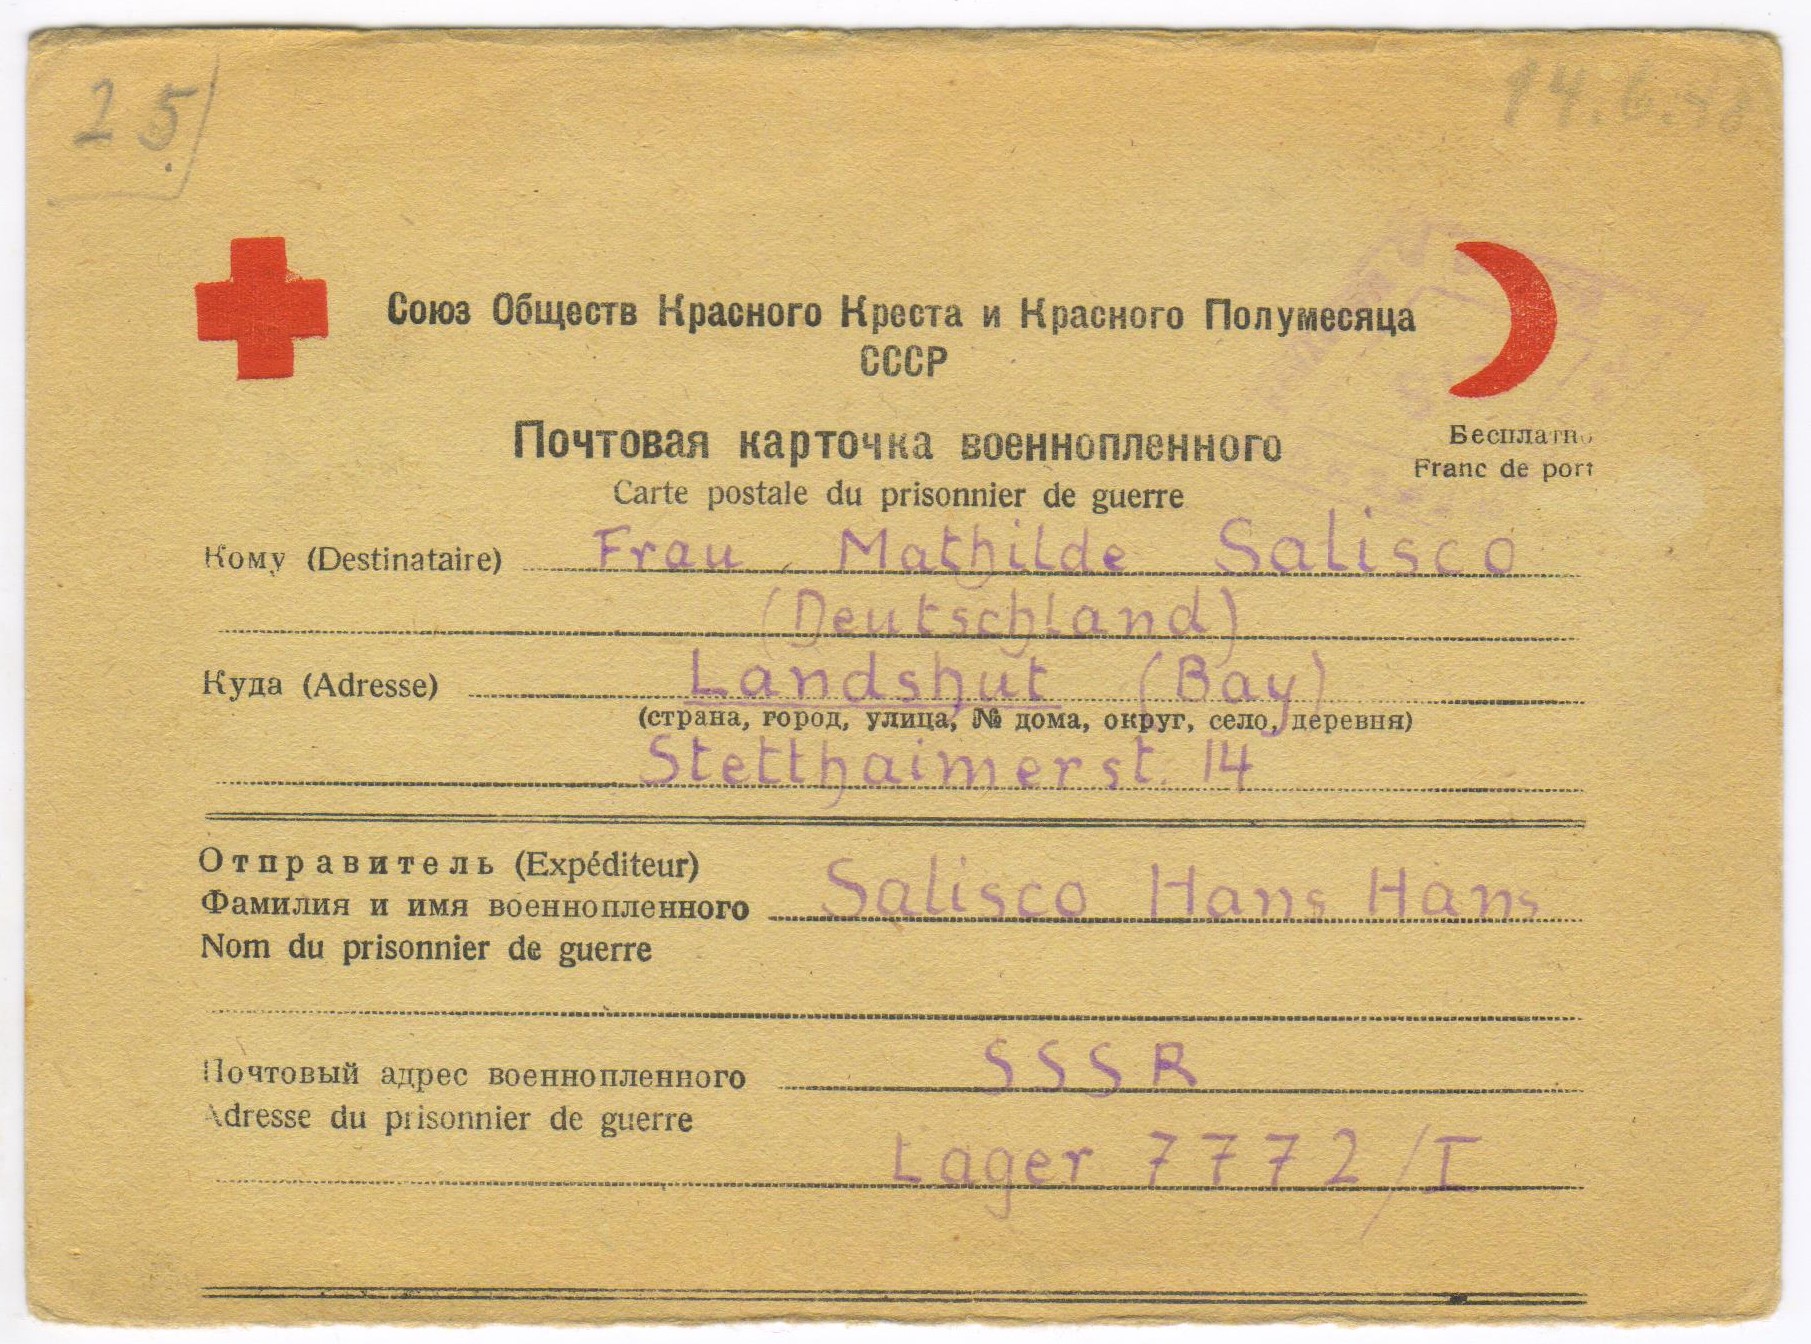 25.
14.6.48
Союз Обществ Красного Креста и Красного Полумесяца
СССР
Почтовая карточка военнопленного
Бесплатно
Carte postale du prisonnier de guerre
Franc de port
Кому (Destinataire) Frau Mathilde Salisco
(Deutschland)
Куда (Adresse) Landshut (Bay)
(страна, город, улица, № дома, округ, село, деревня)
Stetthaimerst. 14
Отправитель (Expéditeur)
Фамилия и имя военнопленного Salisco Hans Hans
Nom du prisonnier de guerre
Почтовый адрес военнопленного SSSR
Adresse du prisonnier de guerre
Lager 7772/I